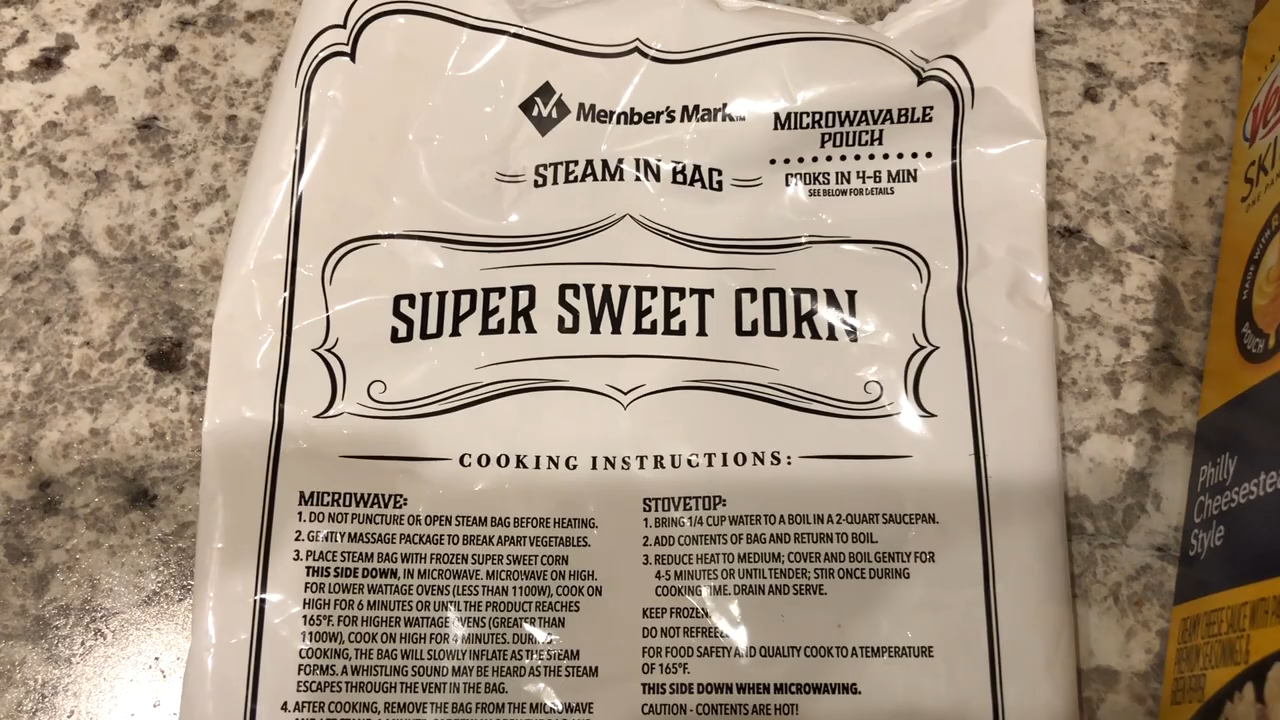 Member's Mark™
MICROWAVABLE
POUCH
STEAM IN BAG
COOKS IN 4-6 MIN
SEE BELOW FOR DETAILS
SUPER SWEET CORN
COOKING INSTRUCTIONS:
MICROWAVE:
1. DO NOT PUNCTURE OR OPEN STEAM BAG BEFORE HEATING.
2. GENTLY MASSAGE PACKAGE TO BREAK APART VEGETABLES.
3. PLACE STEAM BAG WITH FROZEN SUPER SWEET CORN
THIS SIDE DOWN, IN MICROWAVE. MICROWAVE ON HIGH.
FOR LOWER WATTAGE OVENS (LESS THAN 1100W), COOK ON
HIGH FOR 6 MINUTES OR UNTIL THE PRODUCT REACHES
165°F. FOR HIGHER WATTAGE OVENS (GREATER THAN
1100W), COOK ON HIGH FOR 4 MINUTES. DURING
COOKING, THE BAG WILL SLOWLY INFLATE AS THE STEAM
FORMS. A WHISTLING SOUND MAY BE HEARD AS THE STEAM
ESCAPES THROUGH THE VENT IN THE BAG.
4. AFTER COOKING, REMOVE THE BAG FROM THE MICROWAVE
STOVETOP:
1. BRING 1/4 CUP WATER TO A BOIL IN A 2-QUART SAUCEPAN.
2. ADD CONTENTS OF BAG AND RETURN TO BOIL.
3. REDUCE HEAT TO MEDIUM; COVER AND BOIL GENTLY FOR
4-5 MINUTES OR UNTIL TENDER; STIR ONCE DURING
COOKING TIME. DRAIN AND SERVE.
KEEP FROZEN.
DO NOT REFREEZE.
FOR FOOD SAFETY AND QUALITY COOK TO A TEMPERATURE
OF 165°F.
THIS SIDE DOWN WHEN MICROWAVING.
CAUTION - CONTENTS ARE HOT!
MADE WITH
POUCH
Philly
Style
CREAMY CHEESE SAUCE WITH
PREMIUM SEASONINGS &